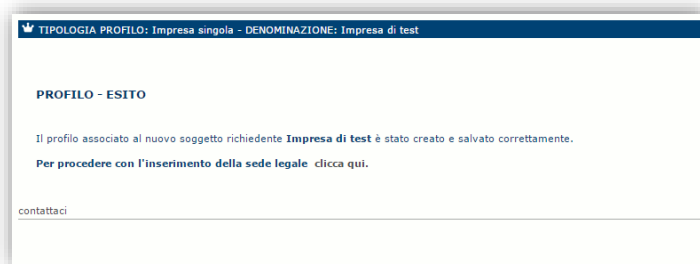 TIPOLOGIA PROFILO: Impresa singola - DENOMINAZIONE: Impresa di test
PROFILO - ESITO
Il profilo associato al nuovo soggetto richiedente Impresa di test è stato creato e salvato correttamente.
Per procedere con l'inserimento della sede legale clicca qui.
contattaci